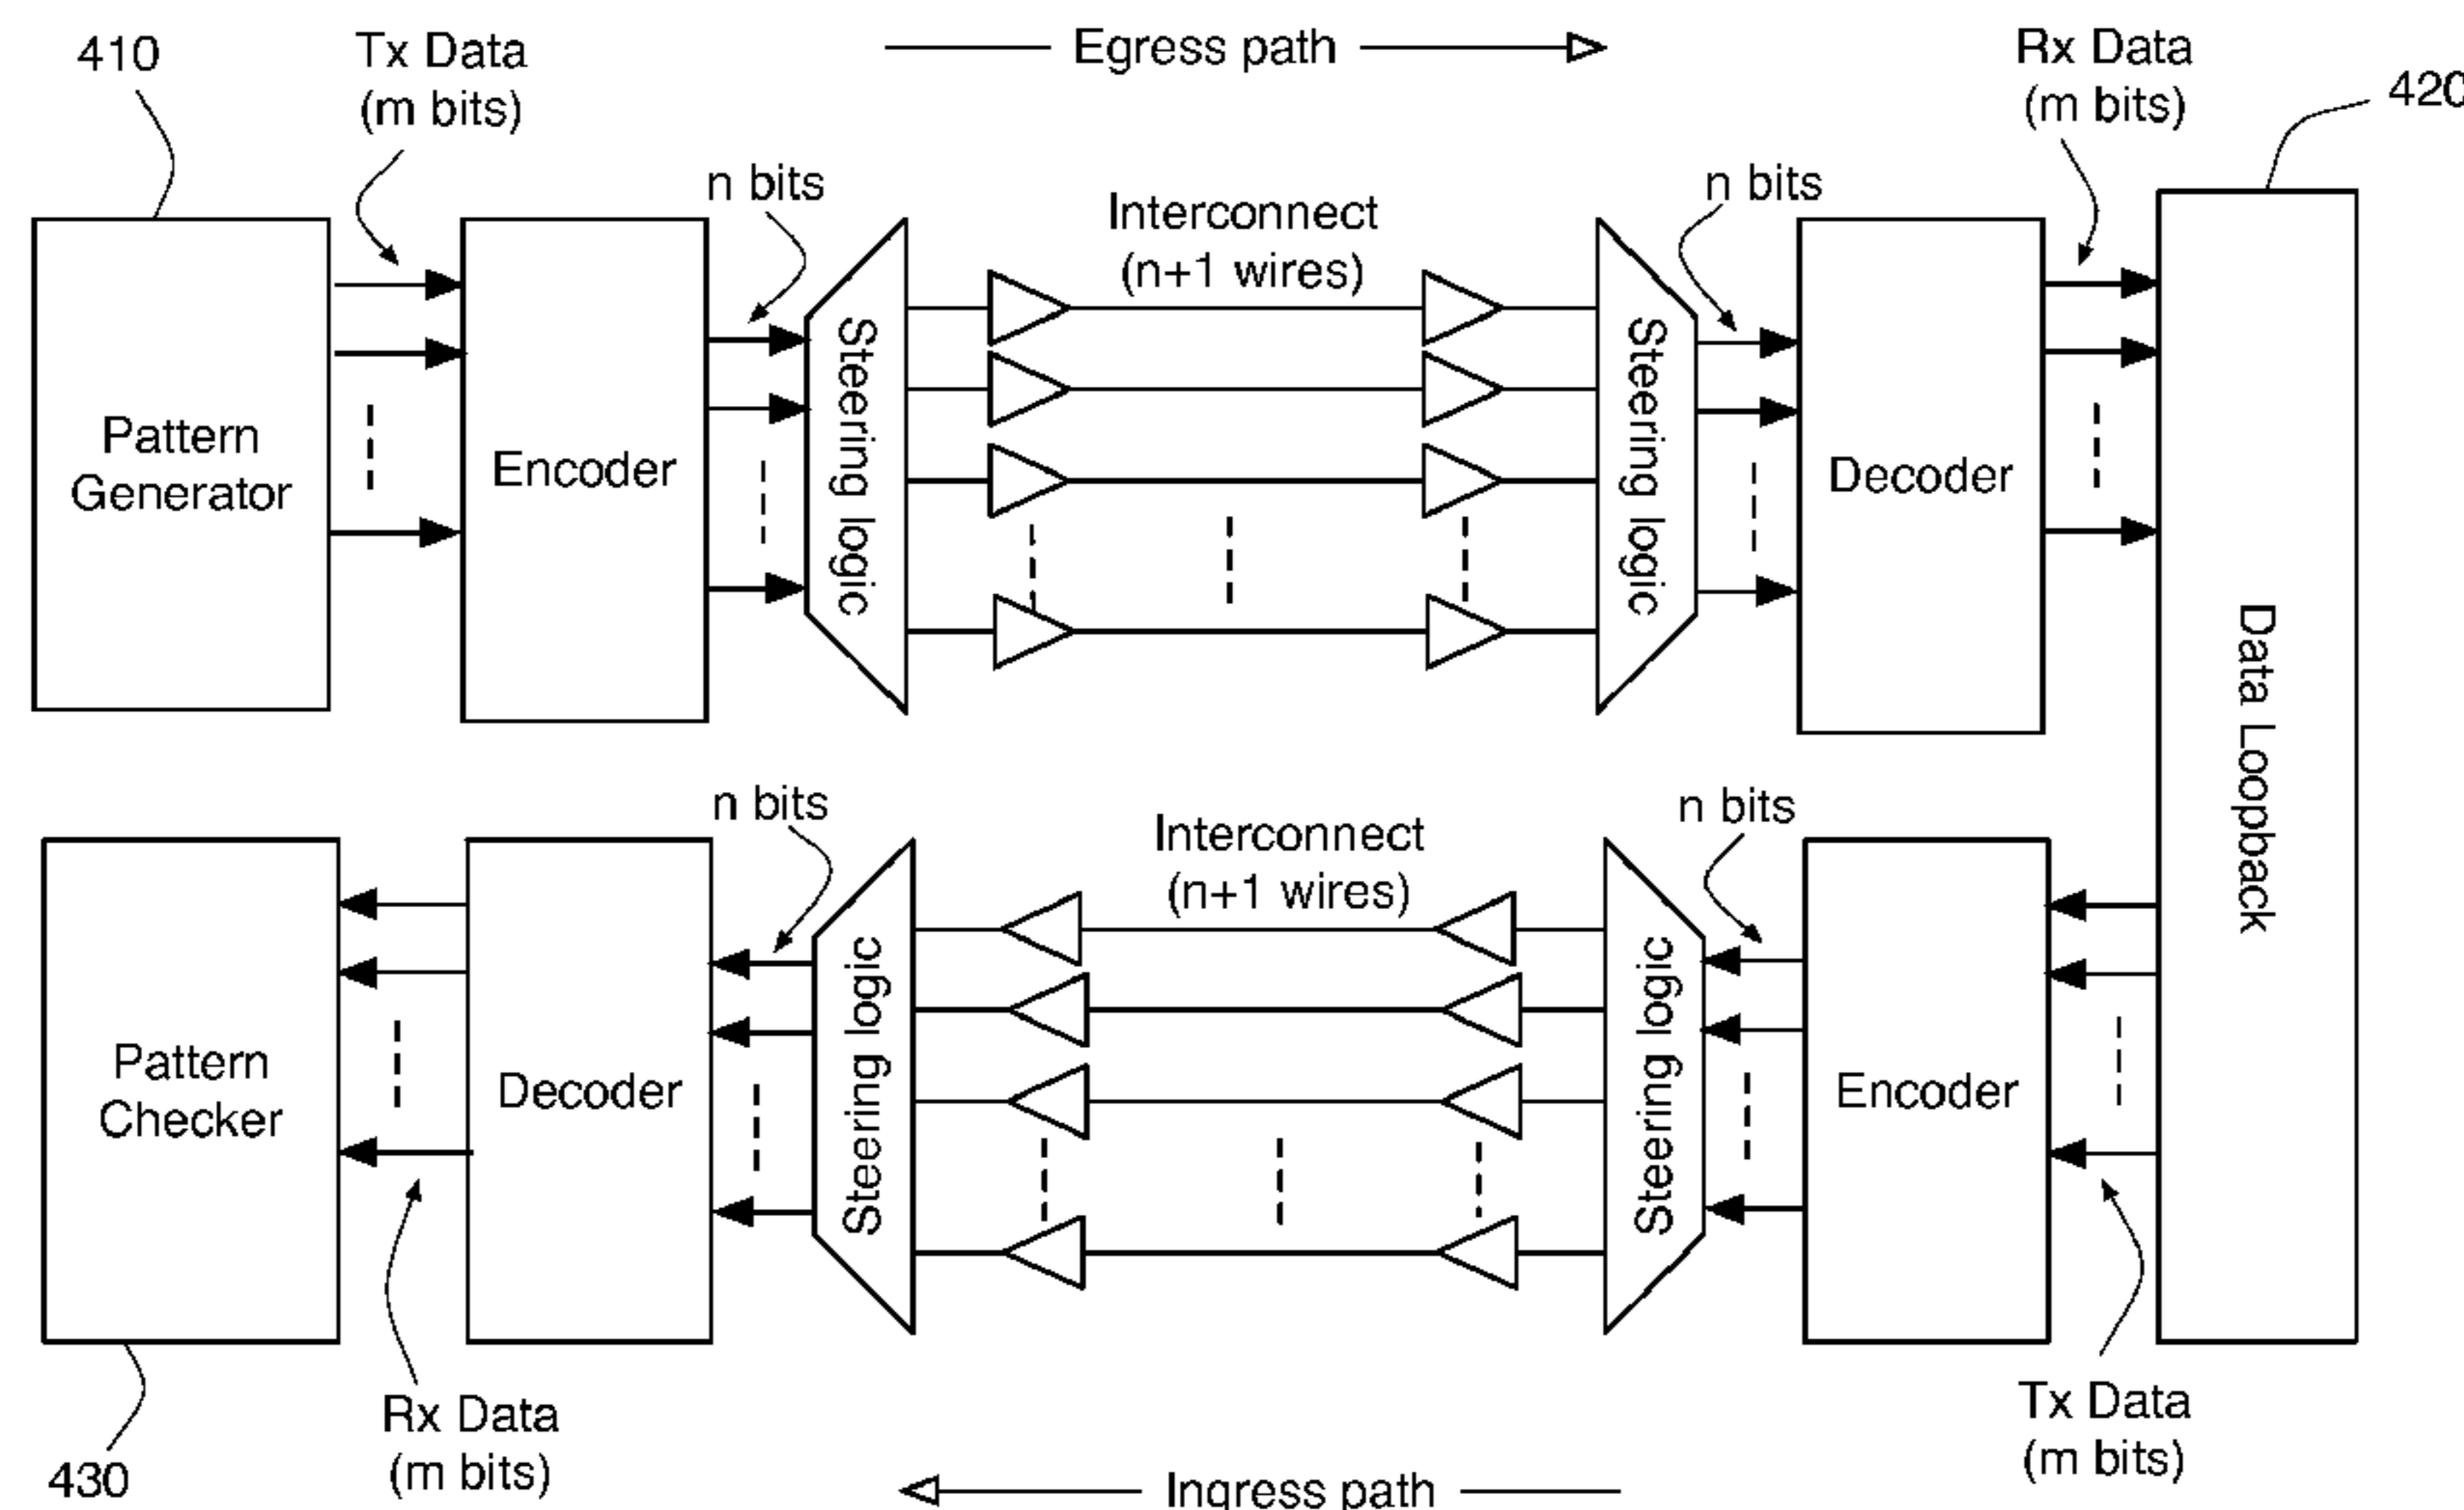 410
Tx Data
(m bits)
Egress path
Rx Data
(m bits)
420
n bits
Interconnect
(n+1 wires)
n bits
Pattern
Generator
Encoder
Steering logic
Steering logic
Decoder
Data Loopback
n bits
Interconnect
(n+1 wires)
n bits
Pattern
Checker
Decoder
Steering logic
Steering logic
Encoder
430
Rx Data
(m bits)
Ingress path
Tx Data
(m bits)